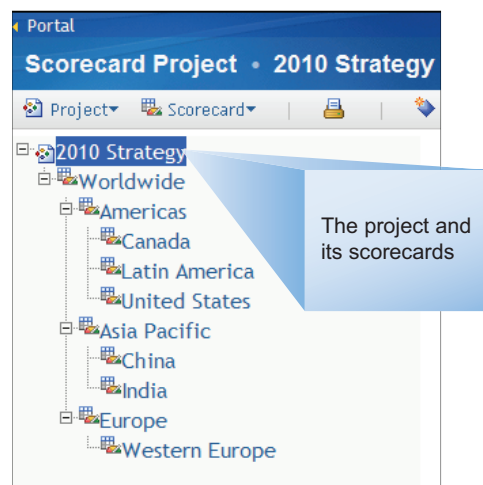 Portal
Scorecard Project • 2010 Strategy
Project Scorecard
2010 Strategy
Worldwide
Americas
Canada
Latin America
United States
Asia Pacific
China
India
Europe
Western Europe
The project and
its scorecards